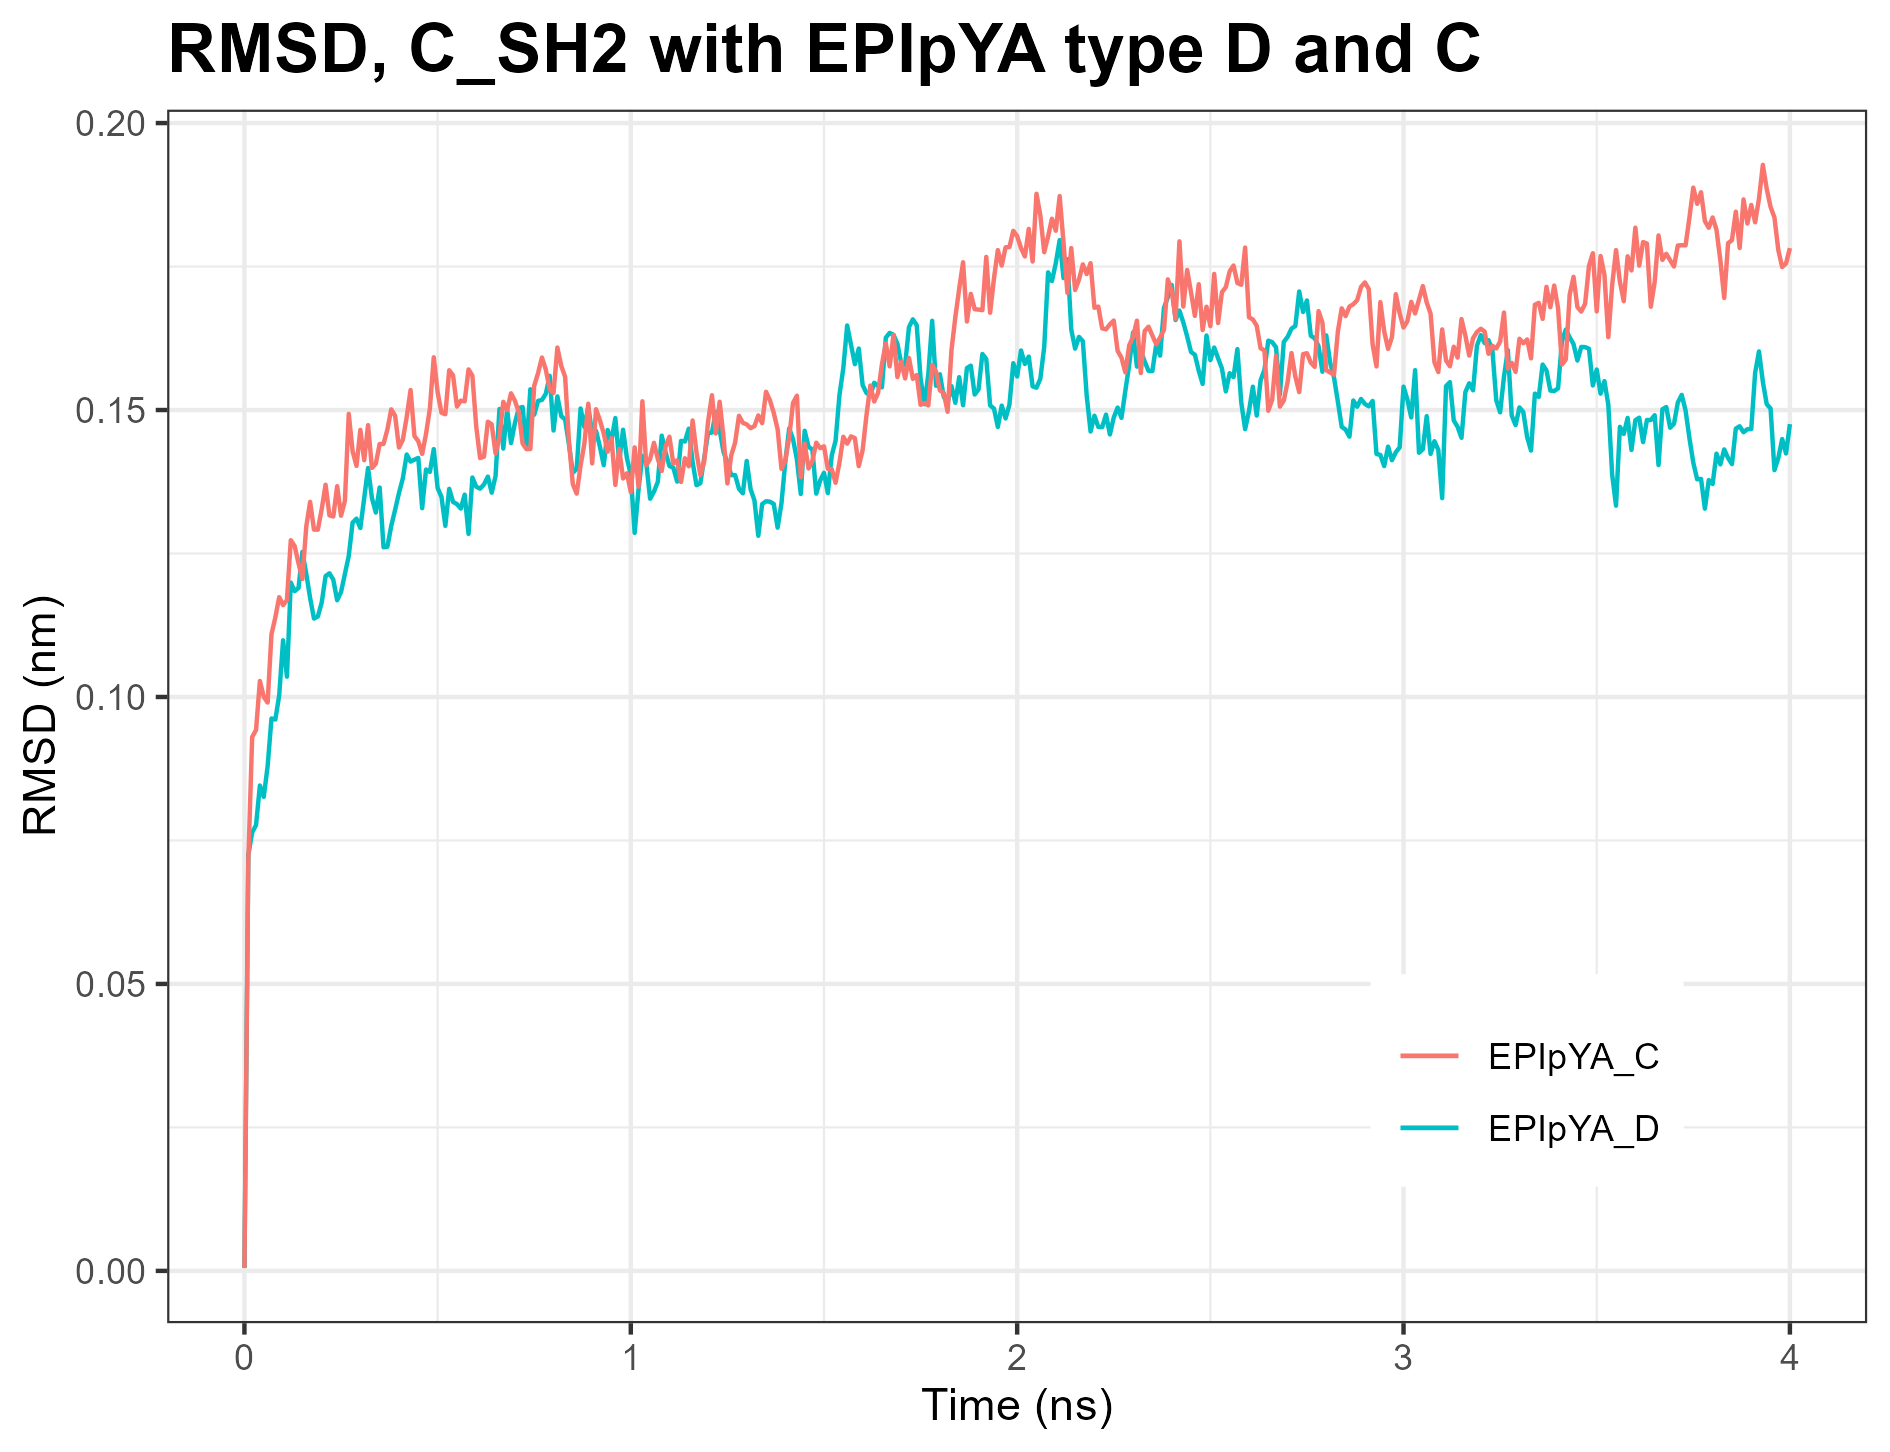 RMSD, C_SH2 with EPIpYA type D and C
0.20
0.15
0.10
0.05
0.00
RMSD (nm)
EPIpYA_C
EPIpYA_D
0 1 2 3 4
Time (ns)